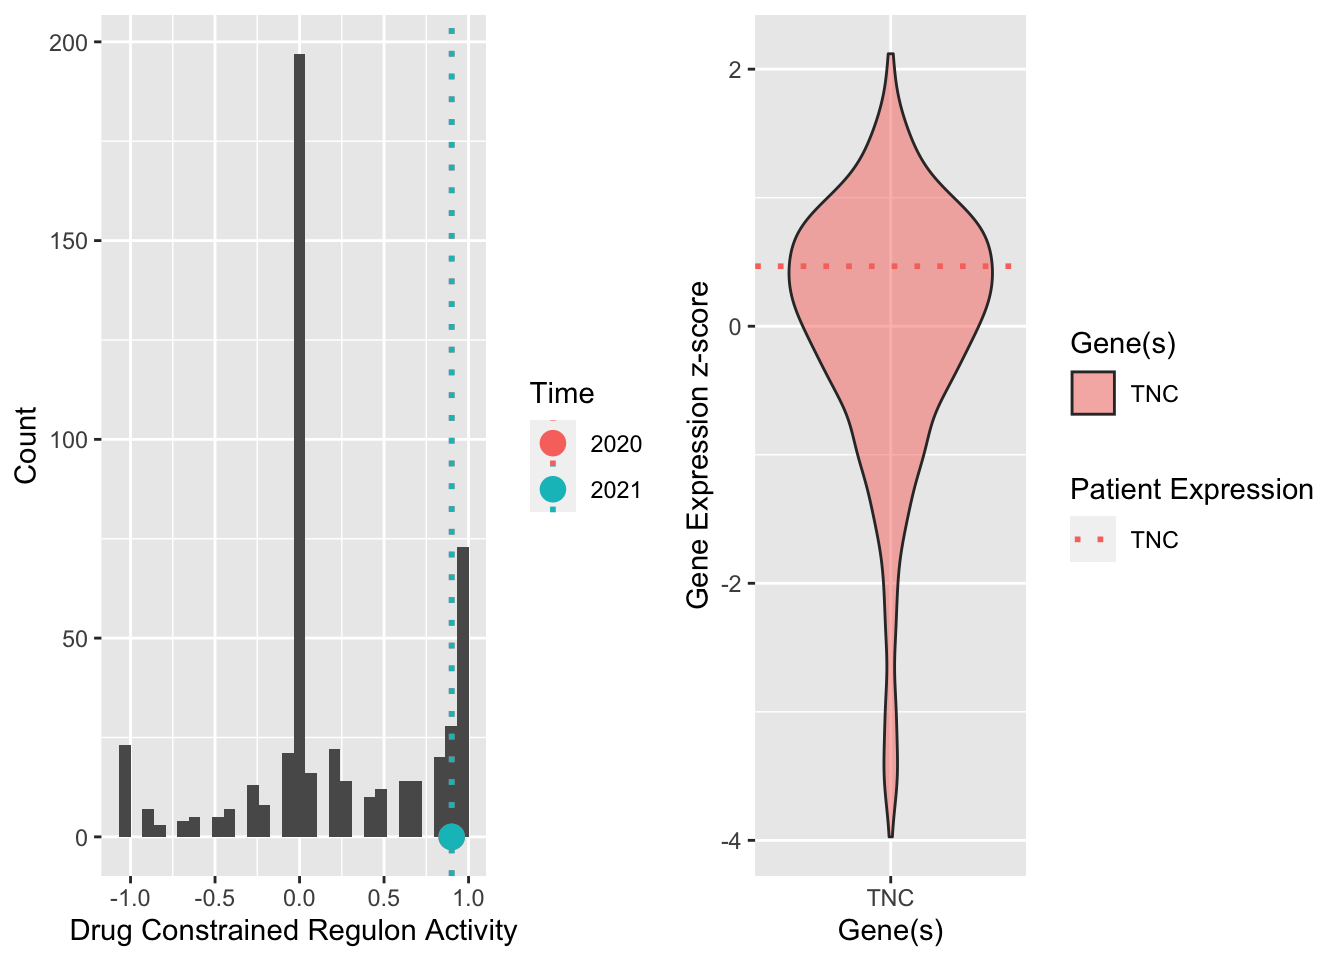 200
150
100
50
0
Count
-1.0 -0.5 0.0 0.5 1.0
Drug Constrained Regulon Activity
Time
2020
2021
2
0
-2
-4
Gene Expression z-score
TNC
Gene(s)
Gene(s)
TNC
Patient Expression
TNC